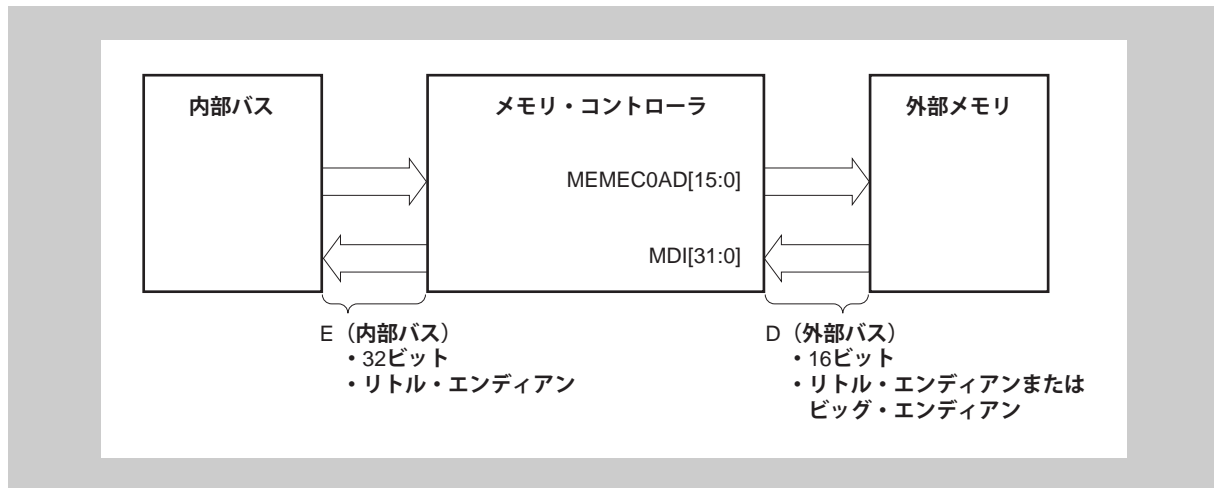 内部バス
メモリ・コントローラ
外部メモリ
MEMEC0AD[15:0]
MDI[31:0]
E（内部バス）
・32ビット
・リトル・エンディアン
D（外部バス）
・16ビット
・リトル・エンディアンまたは
ビッグ・エンディアン